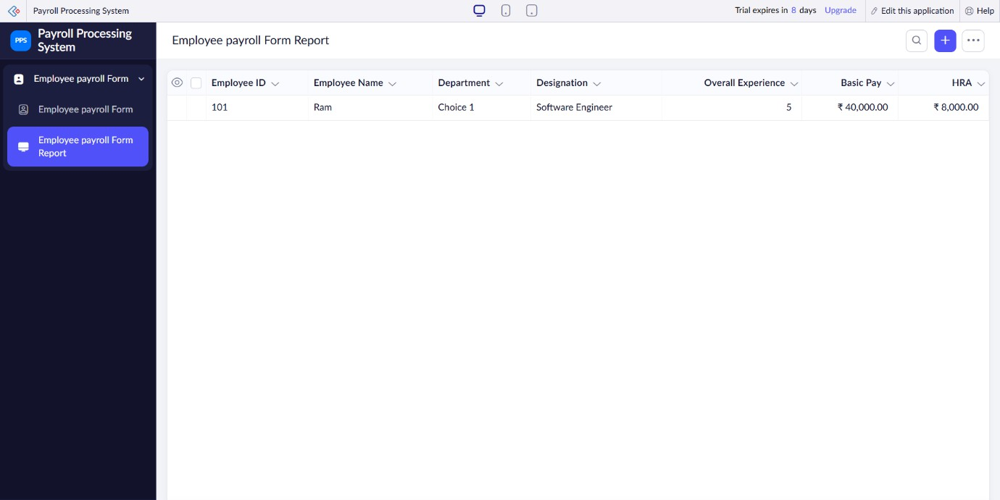 Payroll Processing System
Trial expires in 8 days Upgrade
Edit this application
Help
PPS
Payroll Processing
System
Employee payroll Form
Employee payroll Form
Employee payroll Form
Report
Employee payroll Form Report
Employee ID Employee Name Department Designation Overall Experience Basic Pay HRA
101 Ram Choice 1 Software Engineer 5 ₹ 40,000.00 ₹ 8,000.00